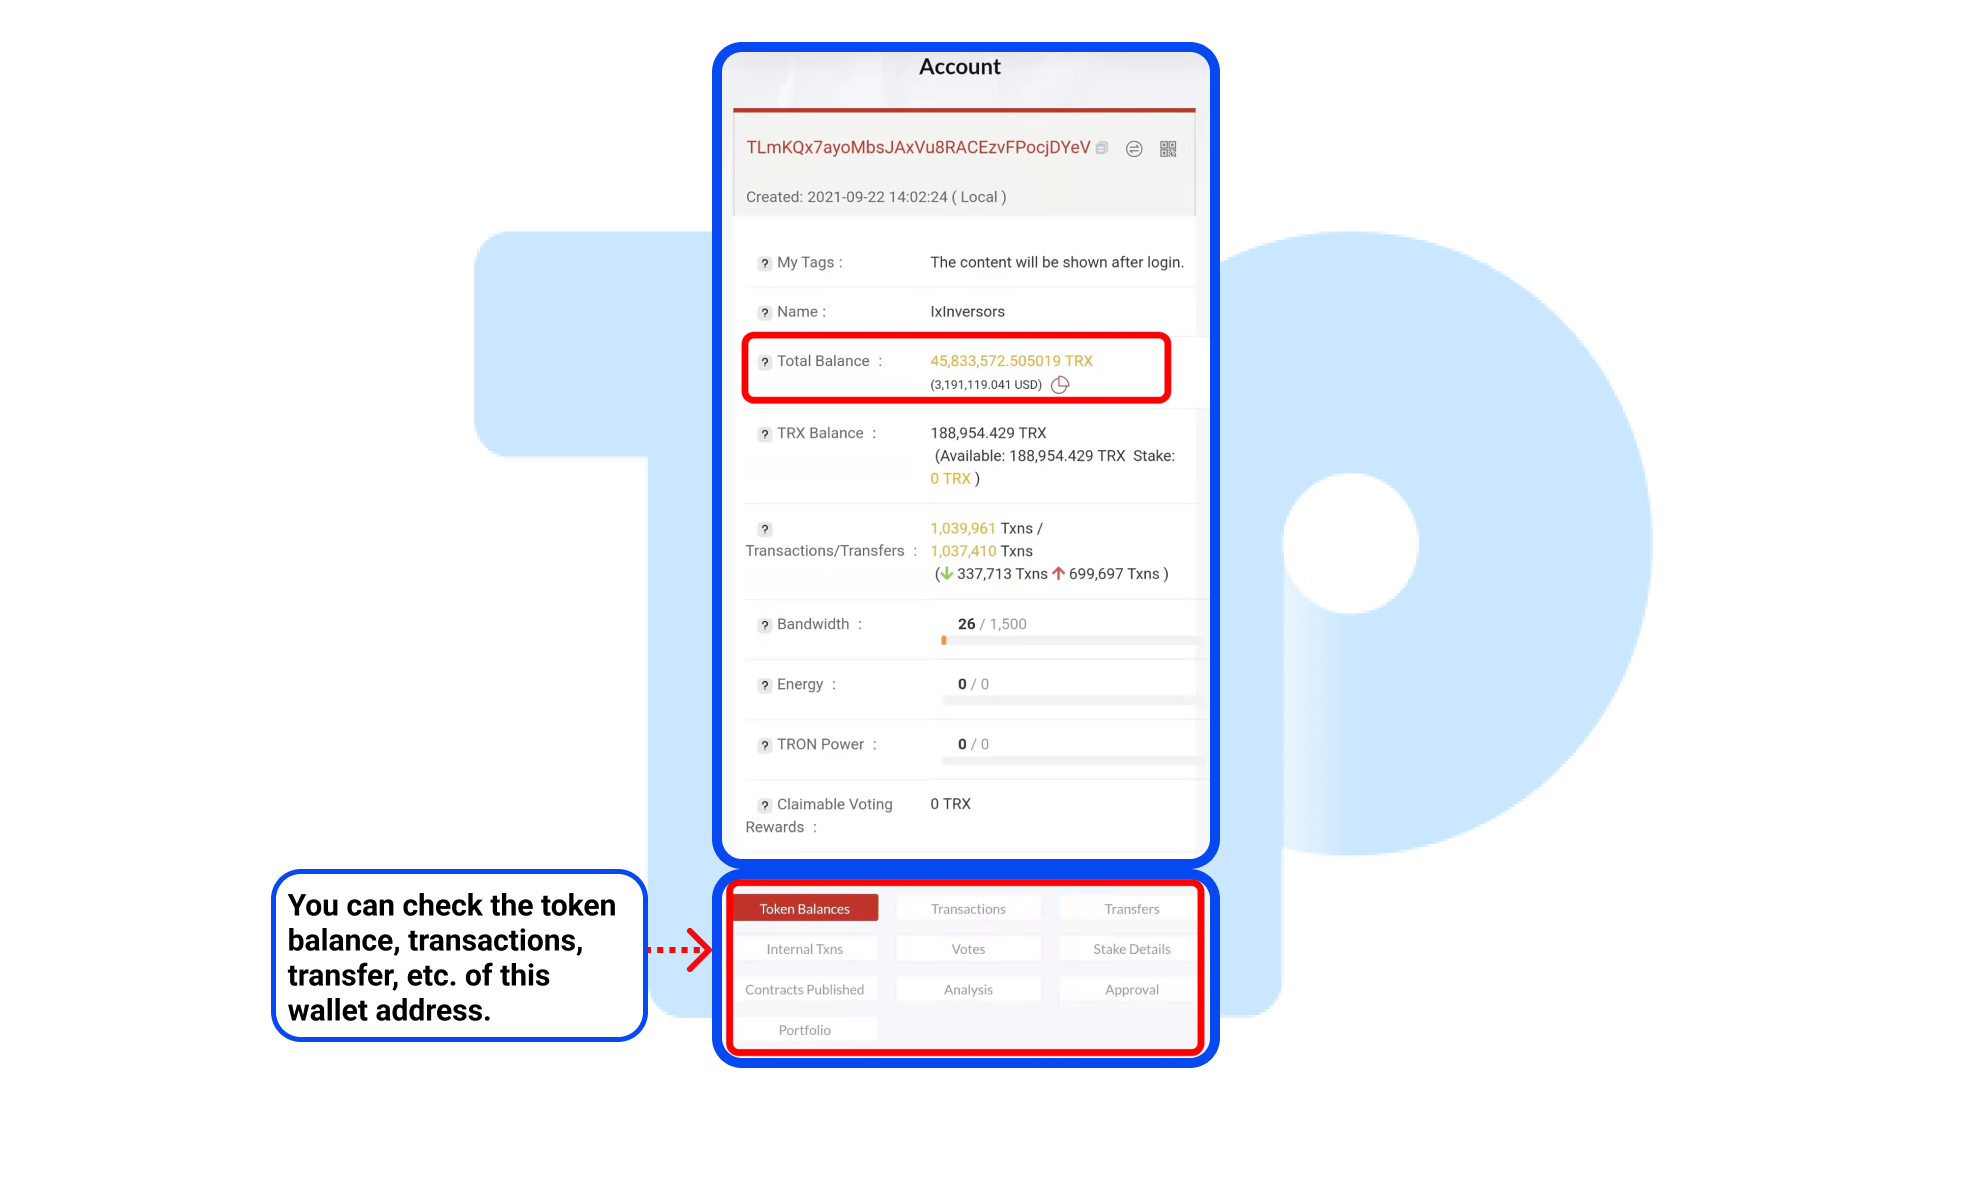 Account
TLmKQx7ayoMbsJAxVu8RACEzvFPocjDYeV
Created: 2021-09-22 14:02:24 ( Local )
? My Tags : The content will be shown after login.
? Name : IxInversors
? Total Balance : 45,833,572.505019 TRX
(3,191,119.041 USD)
? TRX Balance : 188,954.429 TRX
(Available: 188,954.429 TRX Stake:
0 TRX )
? 1,039,961 Txns /
Transactions/Transfers : 1,037,410 Txns
(↓ 337,713 Txns ↑ 699,697 Txns )
? Bandwidth : 26 / 1,500
? Energy : 0 / 0
? TRON Power : 0 / 0
? Claimable Voting 0 TRX
Rewards :
You can check the token
balance, transactions,
transfer, etc. of this
wallet address.
Token Balances Transactions Transfers
Internal Txns Votes Stake Details
Contracts Published Analysis Approval
Portfolio